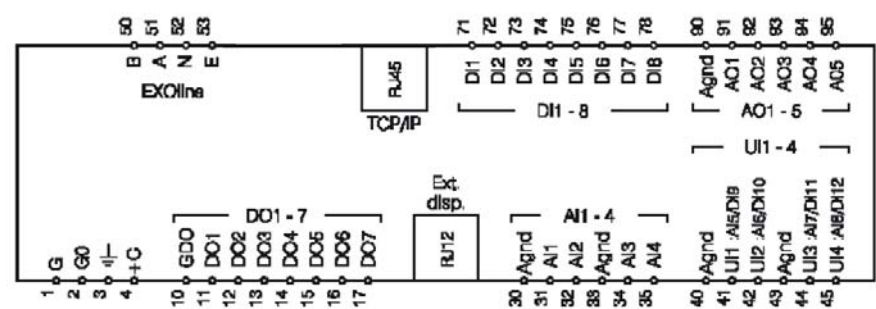 50 51 52 53 71 72 73 74 75 76 77 78 90 91 92 93 94 95
B A N E RJ45 DI1 DI2 DI3 DI4 DI5 DI6 DI7 DI8 Agnd AO1 AO2 AO3 AO4 AO5
EXOline
DI1 - 8
AO1 - 5
TCP/IP
UI1 - 4
Ext.
disp.
DO1 - 7
AI1 - 4
G G0 +C GDO DO1 DO2 DO3 DO4 DO5 DO6 DO7 RJ12 Agnd AI1 AI2 Agnd AI3 AI4 Agnd UI1 :AI5/DI9 UI2 :AI6/DI10 Agnd UI3 :AI7/DI11 UI4 :AI8/DI12
1 2 3 4 10 11 12 13 14 15 16 17 30 31 32 33 34 35 40 41 42 43 44 45